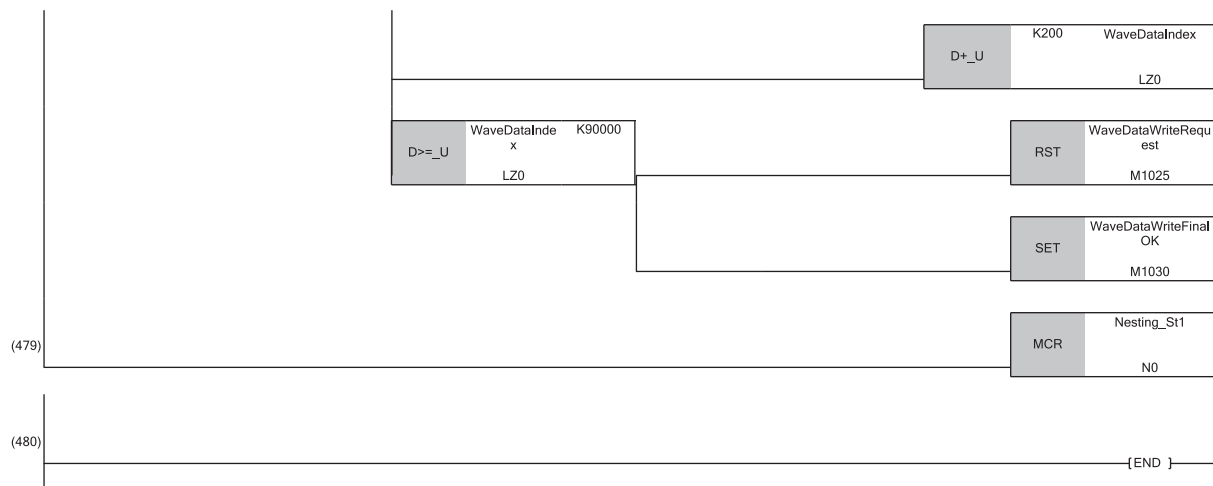 D+_U
K200 WaveDataIndex
LZ0
D>=_U
WaveDataInde
x
K90000
LZ0
RST
WaveDataWriteRequ
est
M1025
SET
WaveDataWriteFinal
OK
M1030
(479)
MCR
Nesting_St1
N0
(480)
[END ]